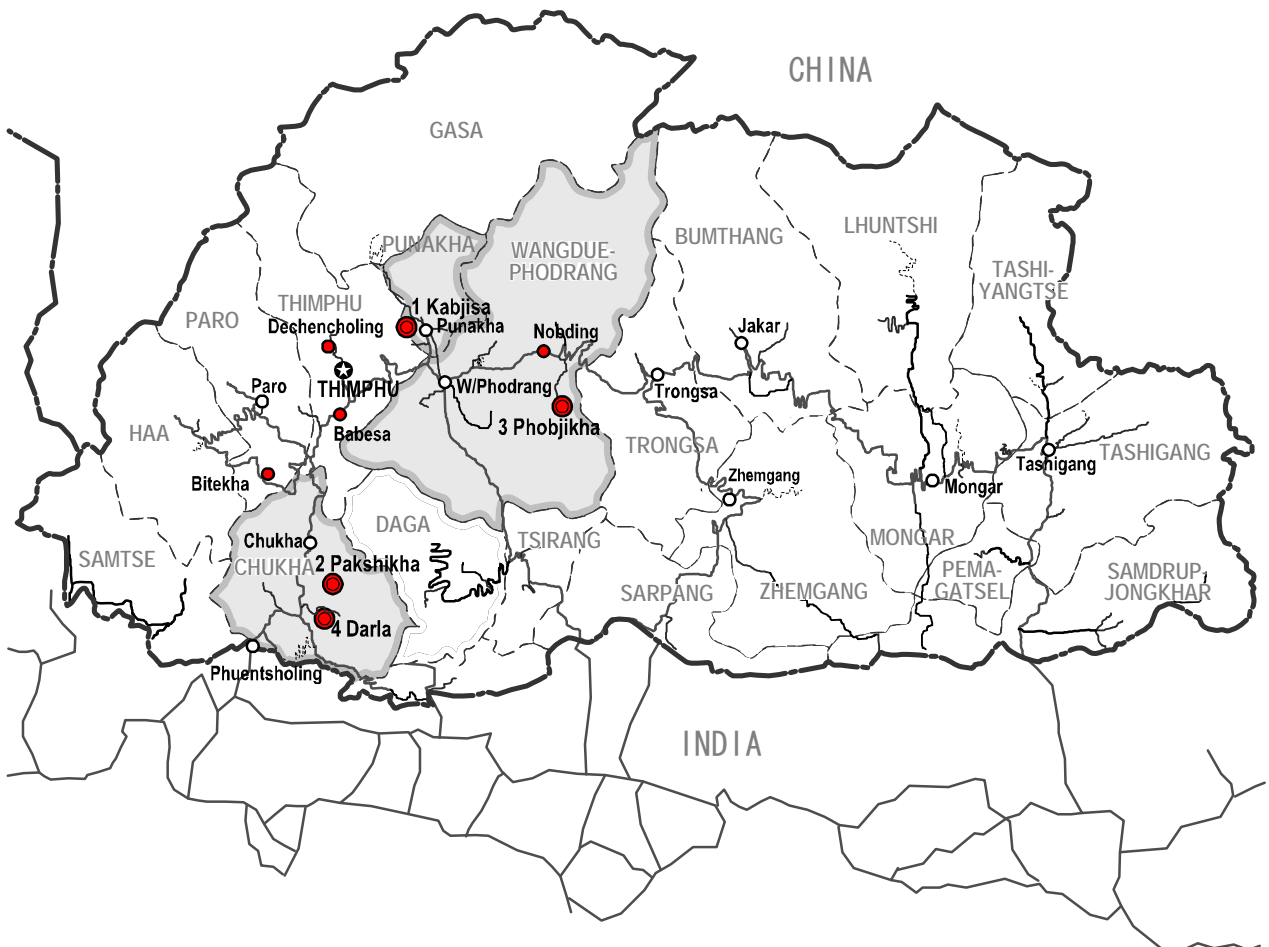 CHINA
GASA
PUNAKHA
WANGDUE-
PHODRANG
BUMTHANG
LHUNTSHI
TASHI-
YANGTSE
THIMPHU
PARO
1 Kabjisa
Dechencholing
Punakha
Nobding
Jakar
Paro
THIMPHU
W/Phodrang
Trongsa
HAA
Babesa
3 Phobjikha
TRONGSA
TASHIGANG
Tashigang
Bitekha
Zhemgang
Mongar
DAGA
Chukha
TSIRANG
MONGAR
SAMTSE
2 Pakshikha
CHUKHA
SARPANG
ZHEMGANG
PEMA-
GATSEL
SAMDRUP-
JONGKHAR
4 Darla
Phuentsholing
INDIA